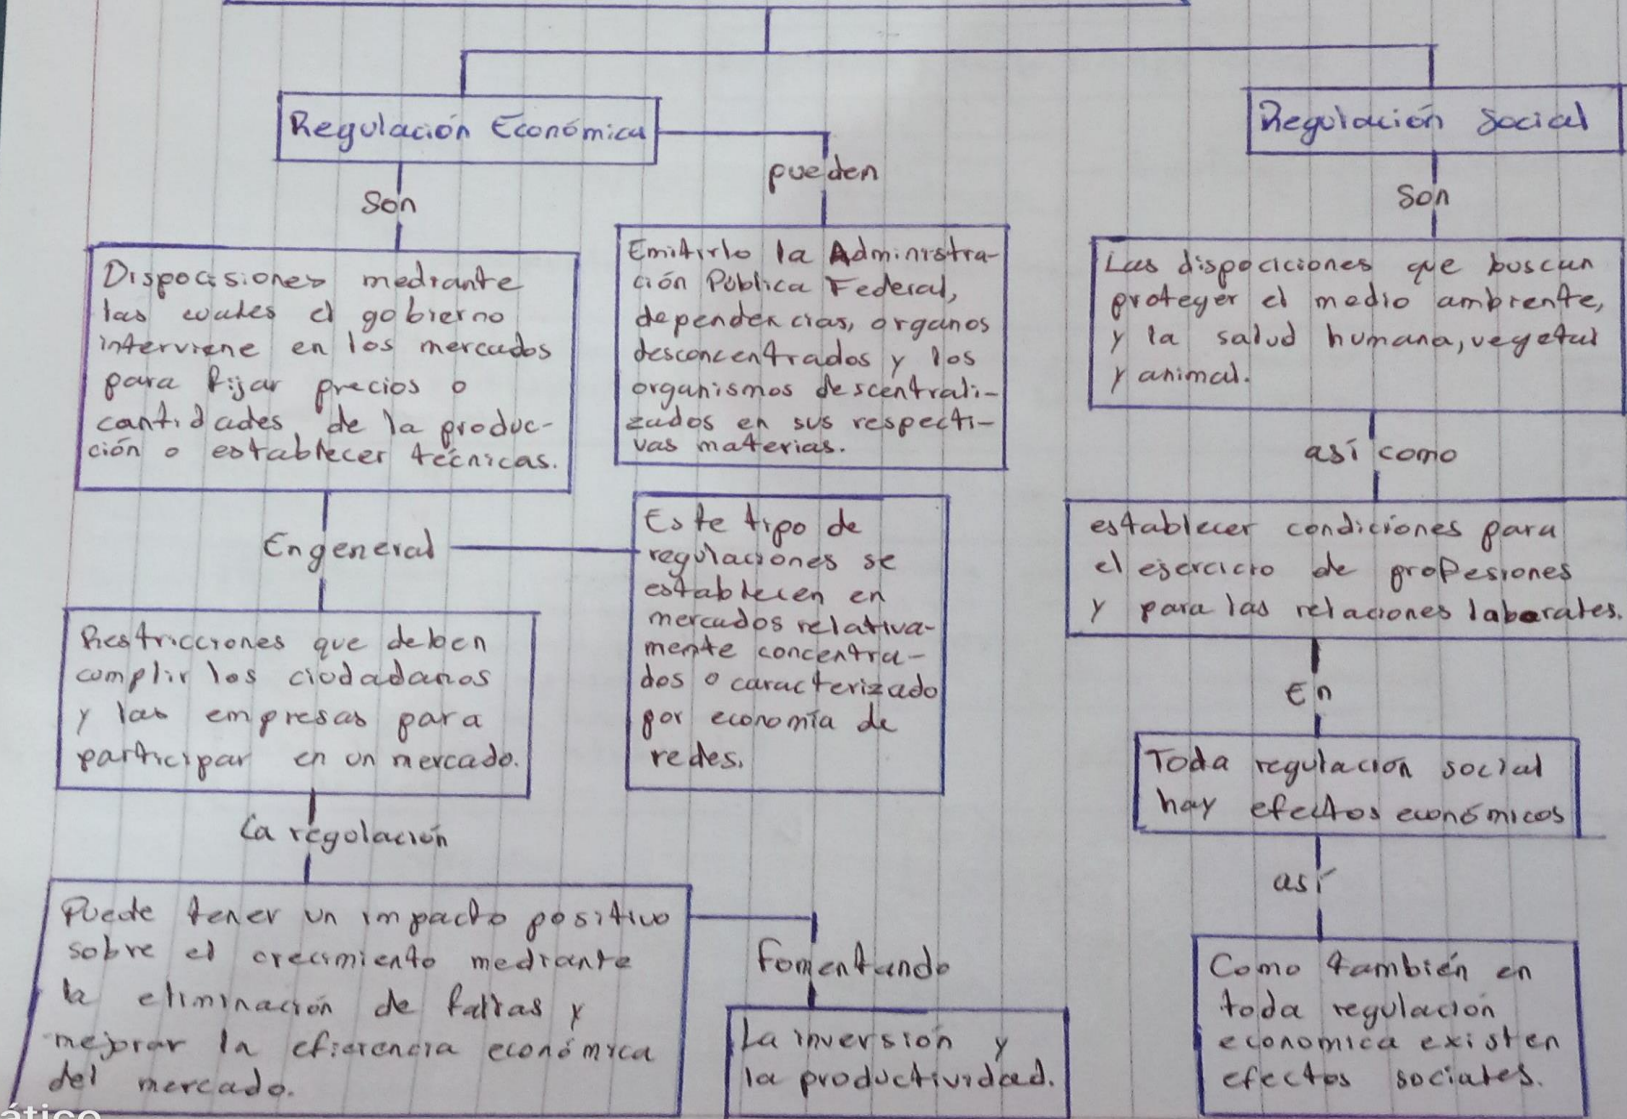 Regulación Económica
Son
Dispocisiones mediante
las cuales el gobierno
interviene en los mercados
para fijar precios o
cantidades de la produc-
ción o establecer técnicas.
En general
Restricciones que deben
cumplir los ciudadanos
y las empresas para
participar en un mercado.
La regolación
Puede tener un impacto positivo
sobre el crecimiento mediante
la eliminación de fallas y
mejorar la eficiencia económica
del mercado.
Fomentando
La inversión y
la productividad.
pueden
Emitirlo la Administra-
ción Pública Federal,
dependencias, organos
desconcentrados y los
organismos descentrali-
zados en sus respecti-
vas materias.
Este tipo de
regulaciones se
establecen en
mercados relativa-
mente concentra-
dos o caracterizado
por economía de
redes.
Regulación Social
Son
Las dispociciones que buscan
proteger el medio ambiente,
y la salud humana, vegetal
y animal.
así como
establecer condiciones para
el esercicio de profesiones
y para las relaciones laborales.
En
Toda regulación social
hay efectos económicos
así
Como también en
toda regulación
economica existen
efectos sociales.
ático